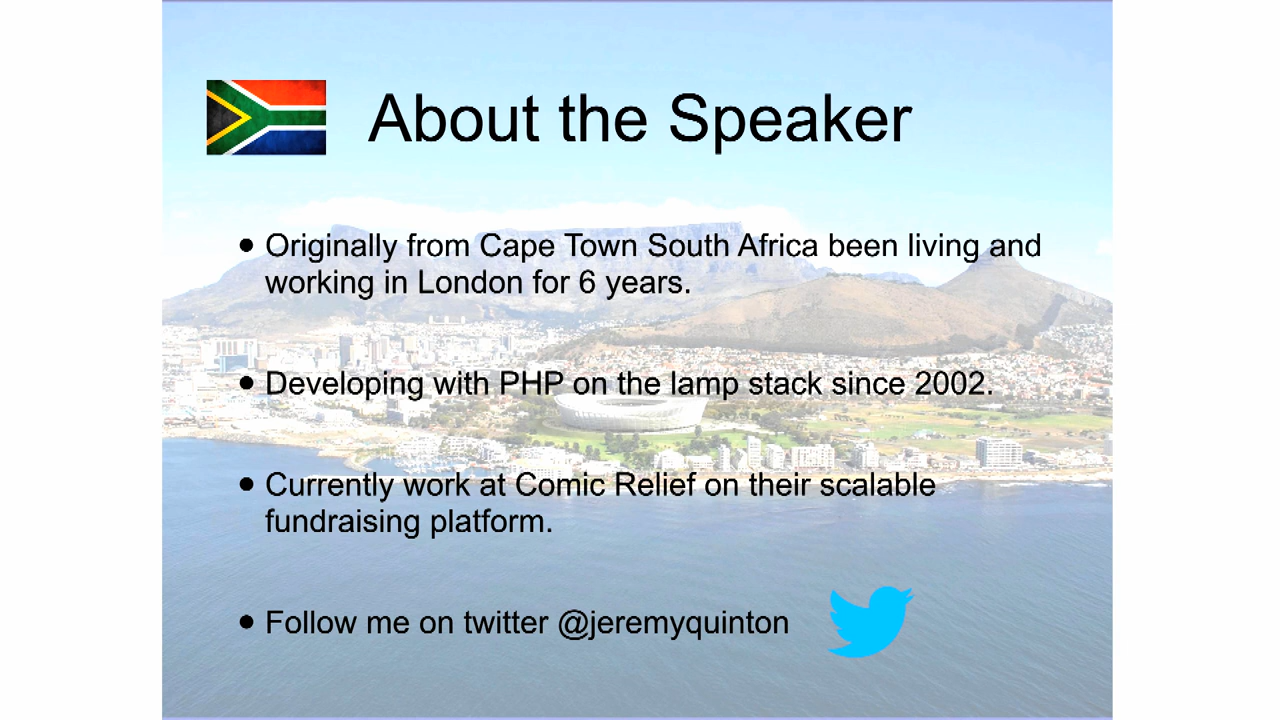 About the Speaker
• Originally from Cape Town South Africa been living and
working in London for 6 years.
• Developing with PHP on the lamp stack since 2002.
• Currently work at Comic Relief on their scalable
fundraising platform.
• Follow me on twitter @jeremyquinton